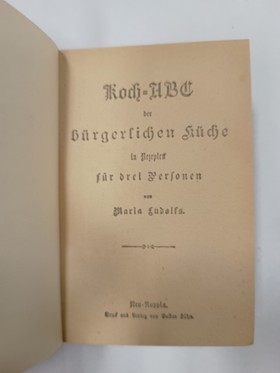 Koch-ABC
der
bürgerlichen Küche
in Rezepten
für drei Personen
von
Maria Ludolfs.
Neu-Ruppin.
Druck und Verlag von Gustav Kühn.